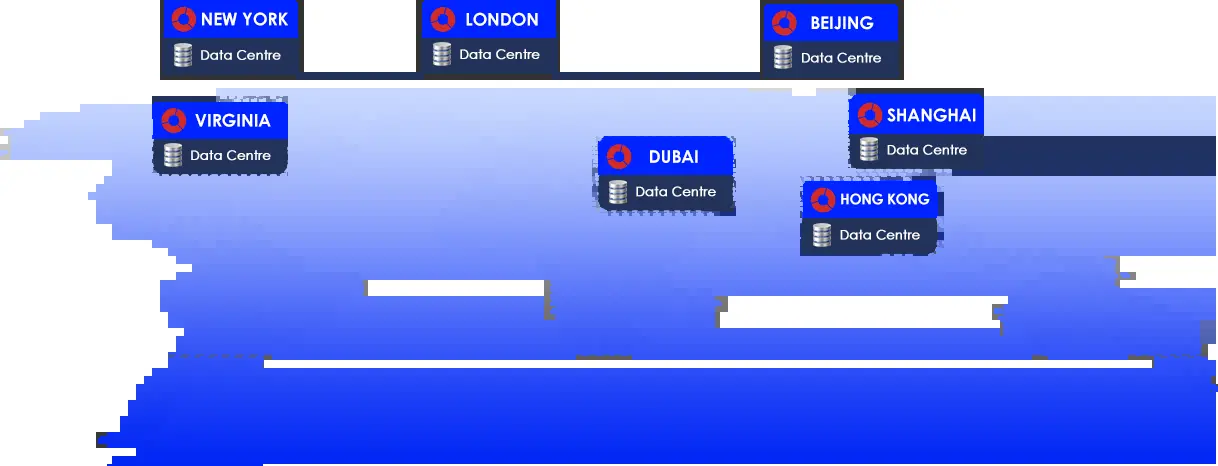 NEW YORK
Data Centre
LONDON
Data Centre
BEIJING
Data Centre
VIRGINIA
Data Centre
SHANGHAI
Data Centre
DUBAI
Data Centre
HONG KONG
Data Centre